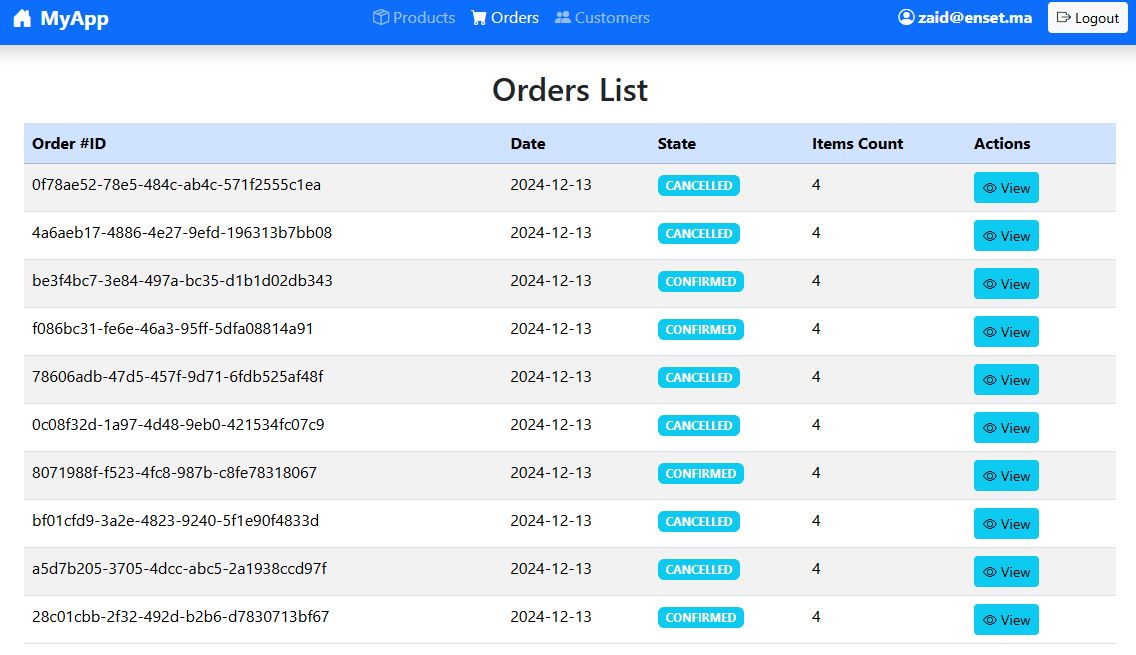 MyApp Products Orders Customers zaid@enset.ma Logout
Orders List
Order #ID Date State Items Count Actions
0f78ae52-78e5-484c-ab4c-571f2555c1ea 2024-12-13 CANCELLED 4 View
4a6aeb17-4886-4e27-9efd-196313b7bb08 2024-12-13 CANCELLED 4 View
be3f4bc7-3e84-497a-bc35-d1b1d02db343 2024-12-13 CONFIRMED 4 View
f086bc31-fe6e-46a3-95ff-5dfa08814a91 2024-12-13 CONFIRMED 4 View
78606adb-47d5-457f-9d71-6fdb525af48f 2024-12-13 CANCELLED 4 View
0c08f32d-1a97-4d48-9eb0-421534fc07c9 2024-12-13 CANCELLED 4 View
8071988f-f523-4fc8-987b-c8fe78318067 2024-12-13 CONFIRMED 4 View
bf01cfd9-3a2e-4823-9240-5f1e90f4833d 2024-12-13 CANCELLED 4 View
a5d7b205-3705-4dcc-abc5-2a1938ccd97f 2024-12-13 CANCELLED 4 View
28c01cbb-2f32-492d-b2b6-d7830713bf67 2024-12-13 CONFIRMED 4 View